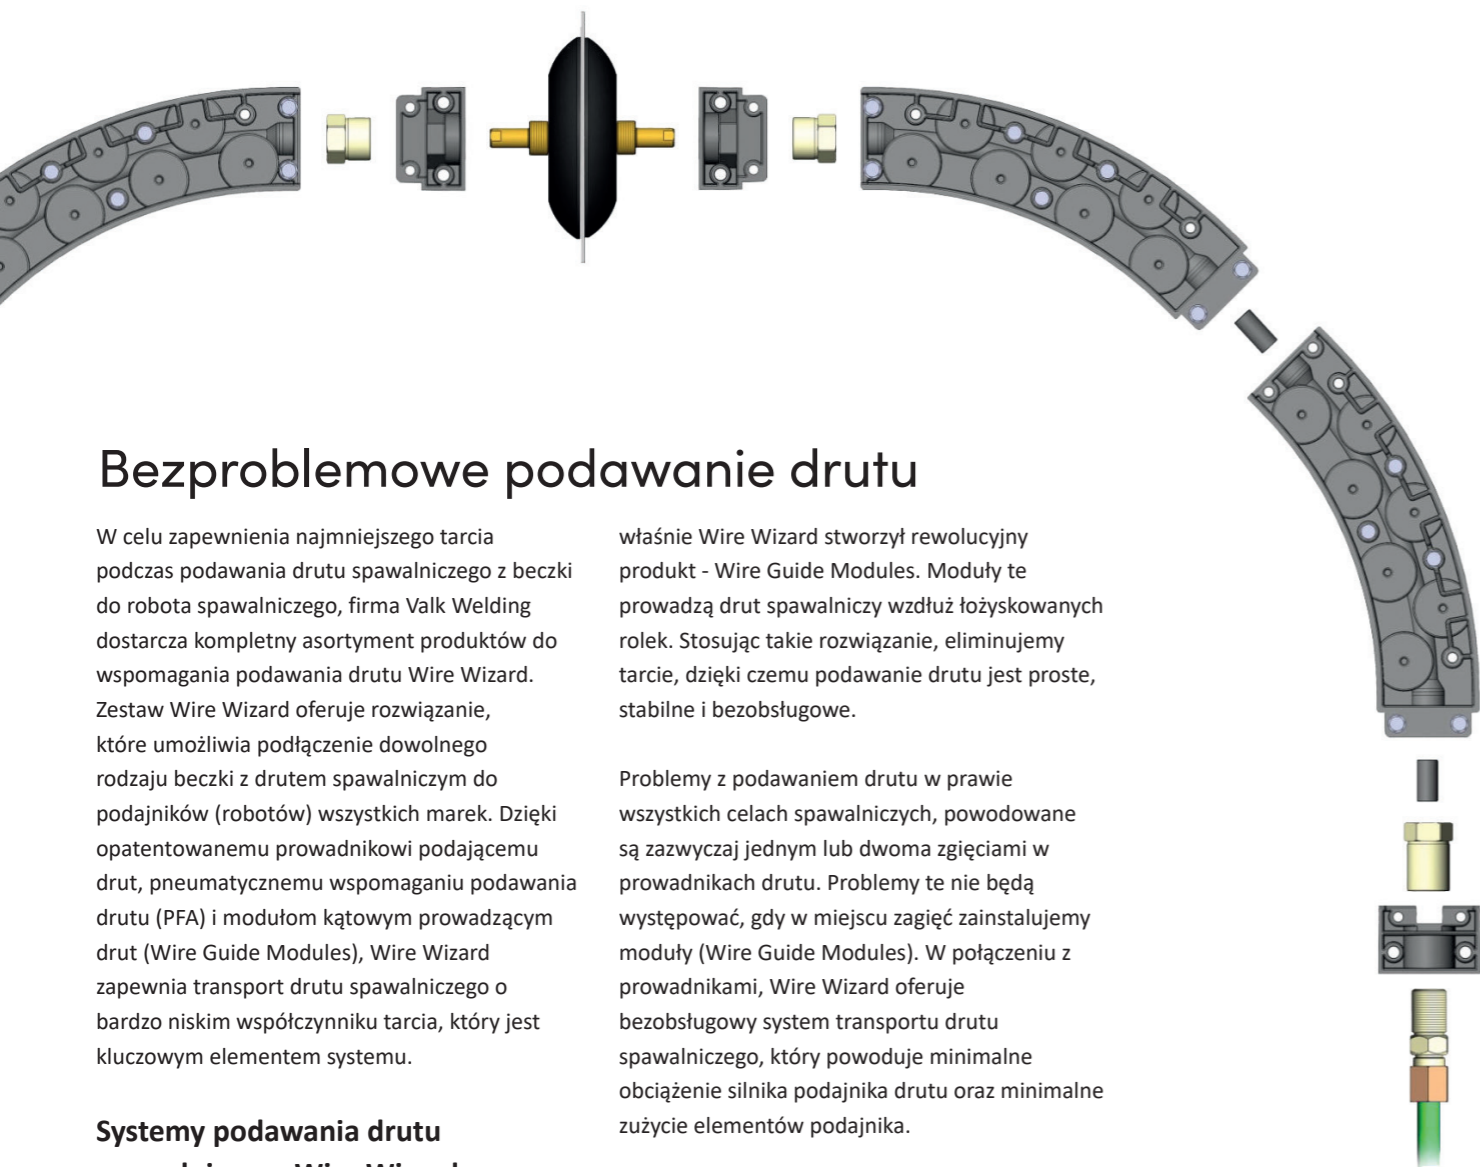 Bezproblemowe podawanie drutu
W celu zapewnienia najmniejszego tarcia
podczas podawania drutu spawalniczego z beczki
do robota spawalniczego, firma Valk Welding
dostarcza kompletny asortyment produktów do
wspomagania podawania drutu Wire Wizard.
Zestaw Wire Wizard oferuje rozwiązanie,
które umożliwia podłączenie dowolnego
rodzaju beczki z drutem spawalniczym do
podajników (robotów) wszystkich marek. Dzięki
opatentowanemu prowadnikowi podającemu
drut, pneumatycznemu wspomaganiu podawania
drutu (PFA) i modułom kątowym prowadzącym
drut (Wire Guide Modules), Wire Wizard
zapewnia transport drutu spawalniczego o
bardzo niskim współczynniku tarcia, który jest
kluczowym elementem systemu.
Systemy podawania drutu
właśnie Wire Wizard stworzył rewolucyjny
produkt - Wire Guide Modules. Moduły te
prowadzą drut spawalniczy wzdłuż łożyskowanych
rolek. Stosując takie rozwiązanie, eliminujemy
tarcie, dzięki czemu podawanie drutu jest proste,
stabilne i bezobsługowe.
Problemy z podawaniem drutu w prawie
wszystkich celach spawalniczych, powodowane
są zazwyczaj jednym lub dwoma zgięciami w
prowadnikach drutu. Problemy te nie będą
występować, gdy w miejscu zagięć zainstalujemy
moduły (Wire Guide Modules). W połączeniu z
prowadnikami, Wire Wizard oferuje
bezobsługowy system transportu drutu
spawalniczego, który powoduje minimalne
obciążenie silnika podajnika drutu oraz minimalne
zużycie elementów podajnika.